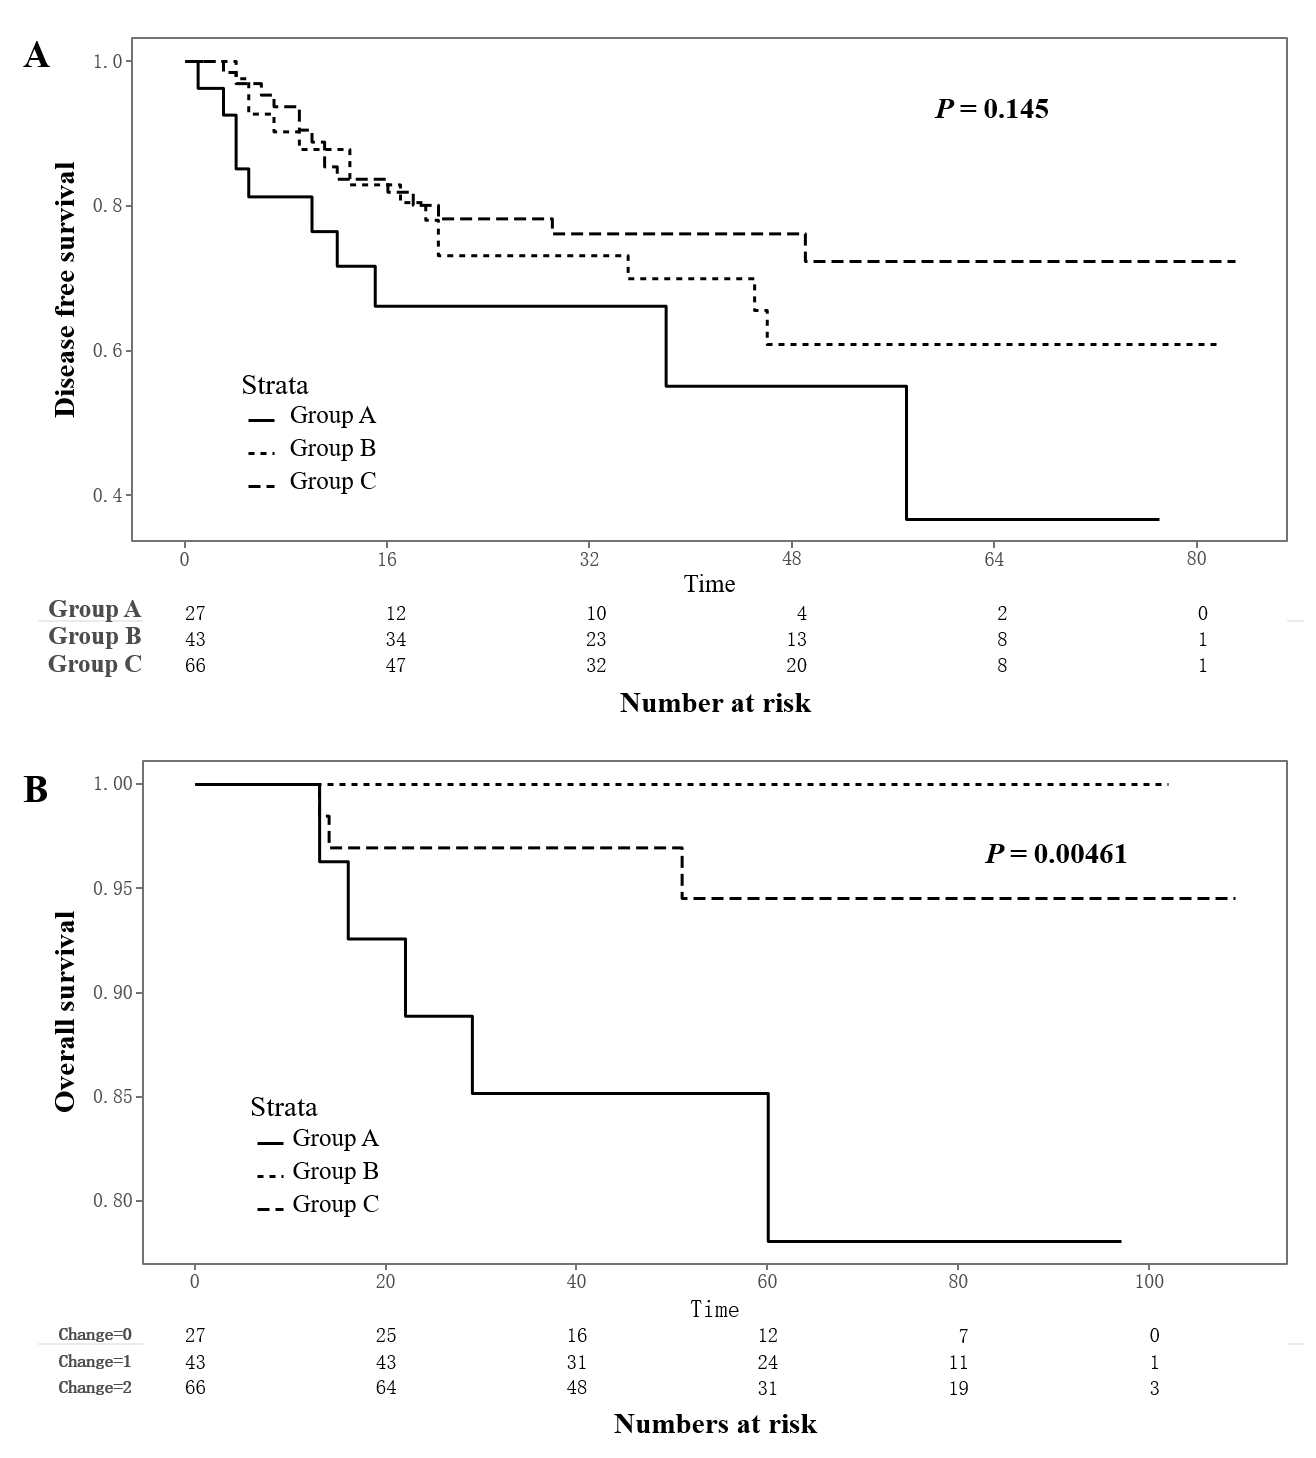 A
1.0
P = 0.145
0.8
Disease free survival
0.6
Strata
Group A
Group B
Group C
0.4
0 16 32 48 64 80
Time
Group A 27 12 10 4 2 0
Group B 43 34 23 13 8 1
Group C 66 47 32 20 8 1
Number at risk
B
1.00
P = 0.00461
0.95
Overall survival
0.90
0.85
Strata
Group A
Group B
Group C
0.80
0 20 40 60 80 100
Time
Change=0 27 25 16 12 7 0
Change=1 43 43 31 24 11 1
Change=2 66 64 48 31 19 3
Numbers at risk